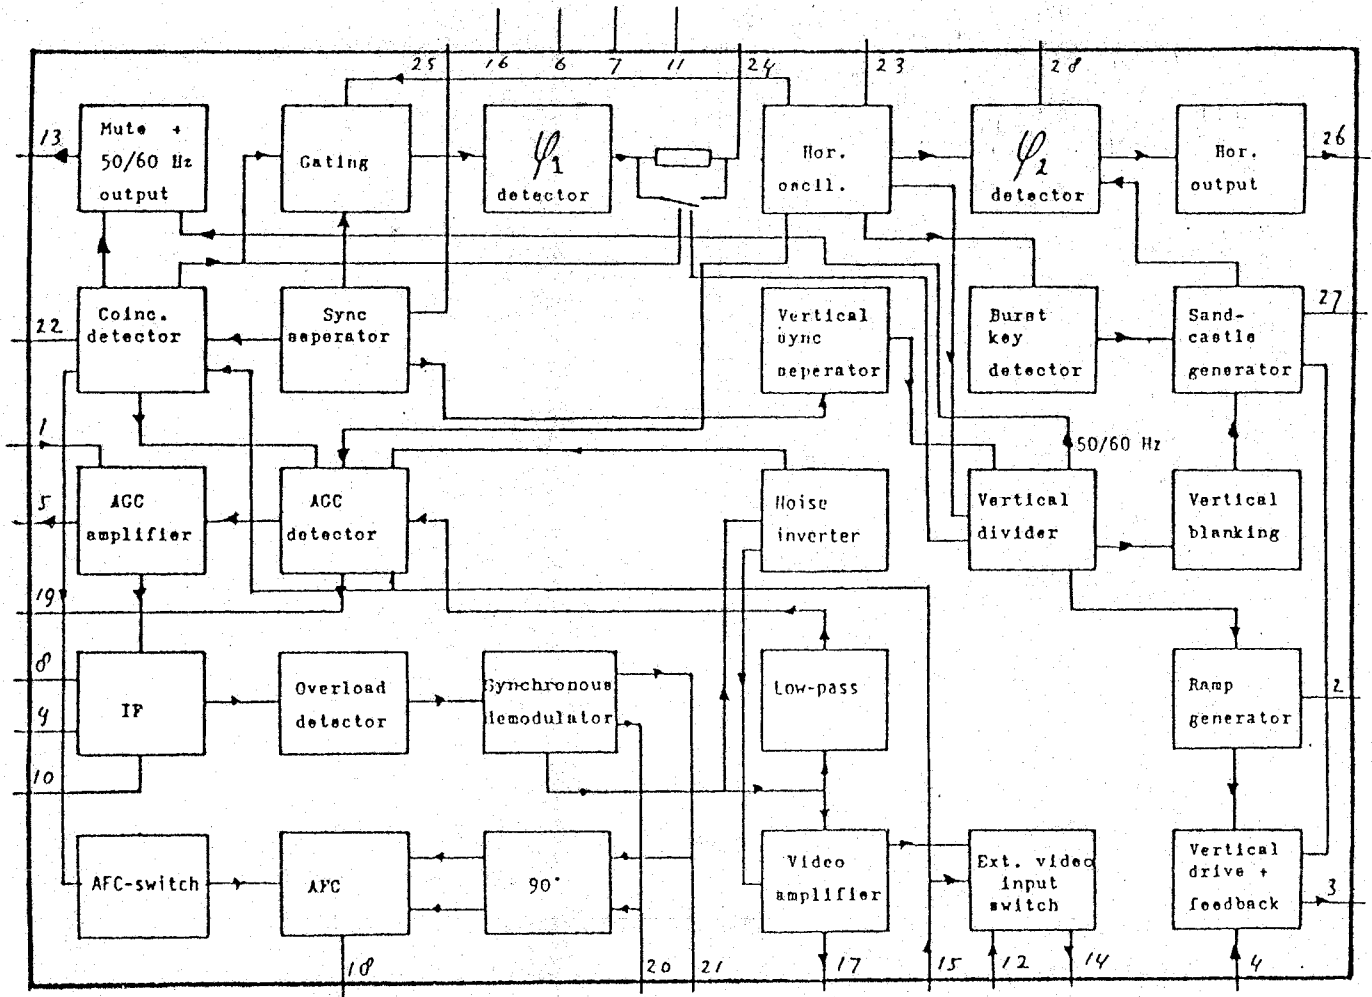 25
16
6
7
11
24
23
28
13
Mute +
50/60 Hz
output
Gating
φ1
detector
Hor.
oscil.
φ2
detector
Hor.
output
26
22
Coinc.
detector
Sync
seperator
Vertical
sync
seperator
Burst
key
detector
Sand-
castle
generator
27
1
50/60 Hz
5
AGC
amplifier
AGC
detector
Noise
inverter
Vertical
divider
Vertical
blanking
19
8
9
10
IF
Overload
detector
Synchronous
demodulator
Low-pass
Ramp
generator
2
AFC-switch
AFC
90°
Video
amplifier
Ext. video
input
switch
Vertical
drive +
feedback
3
18
20
21
17
15
12
14
4